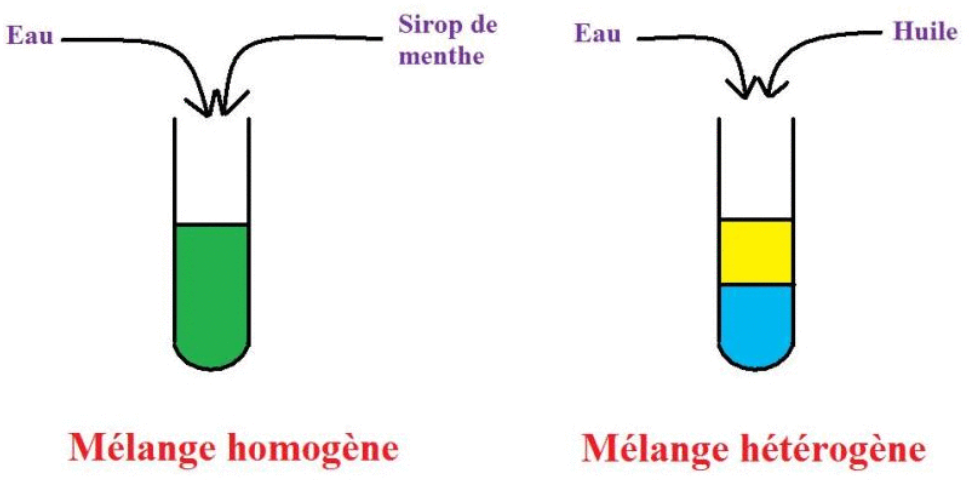 Eau
Sirop de
menthe
Eau
Huile
Mélange homogène
Mélange hétérogène